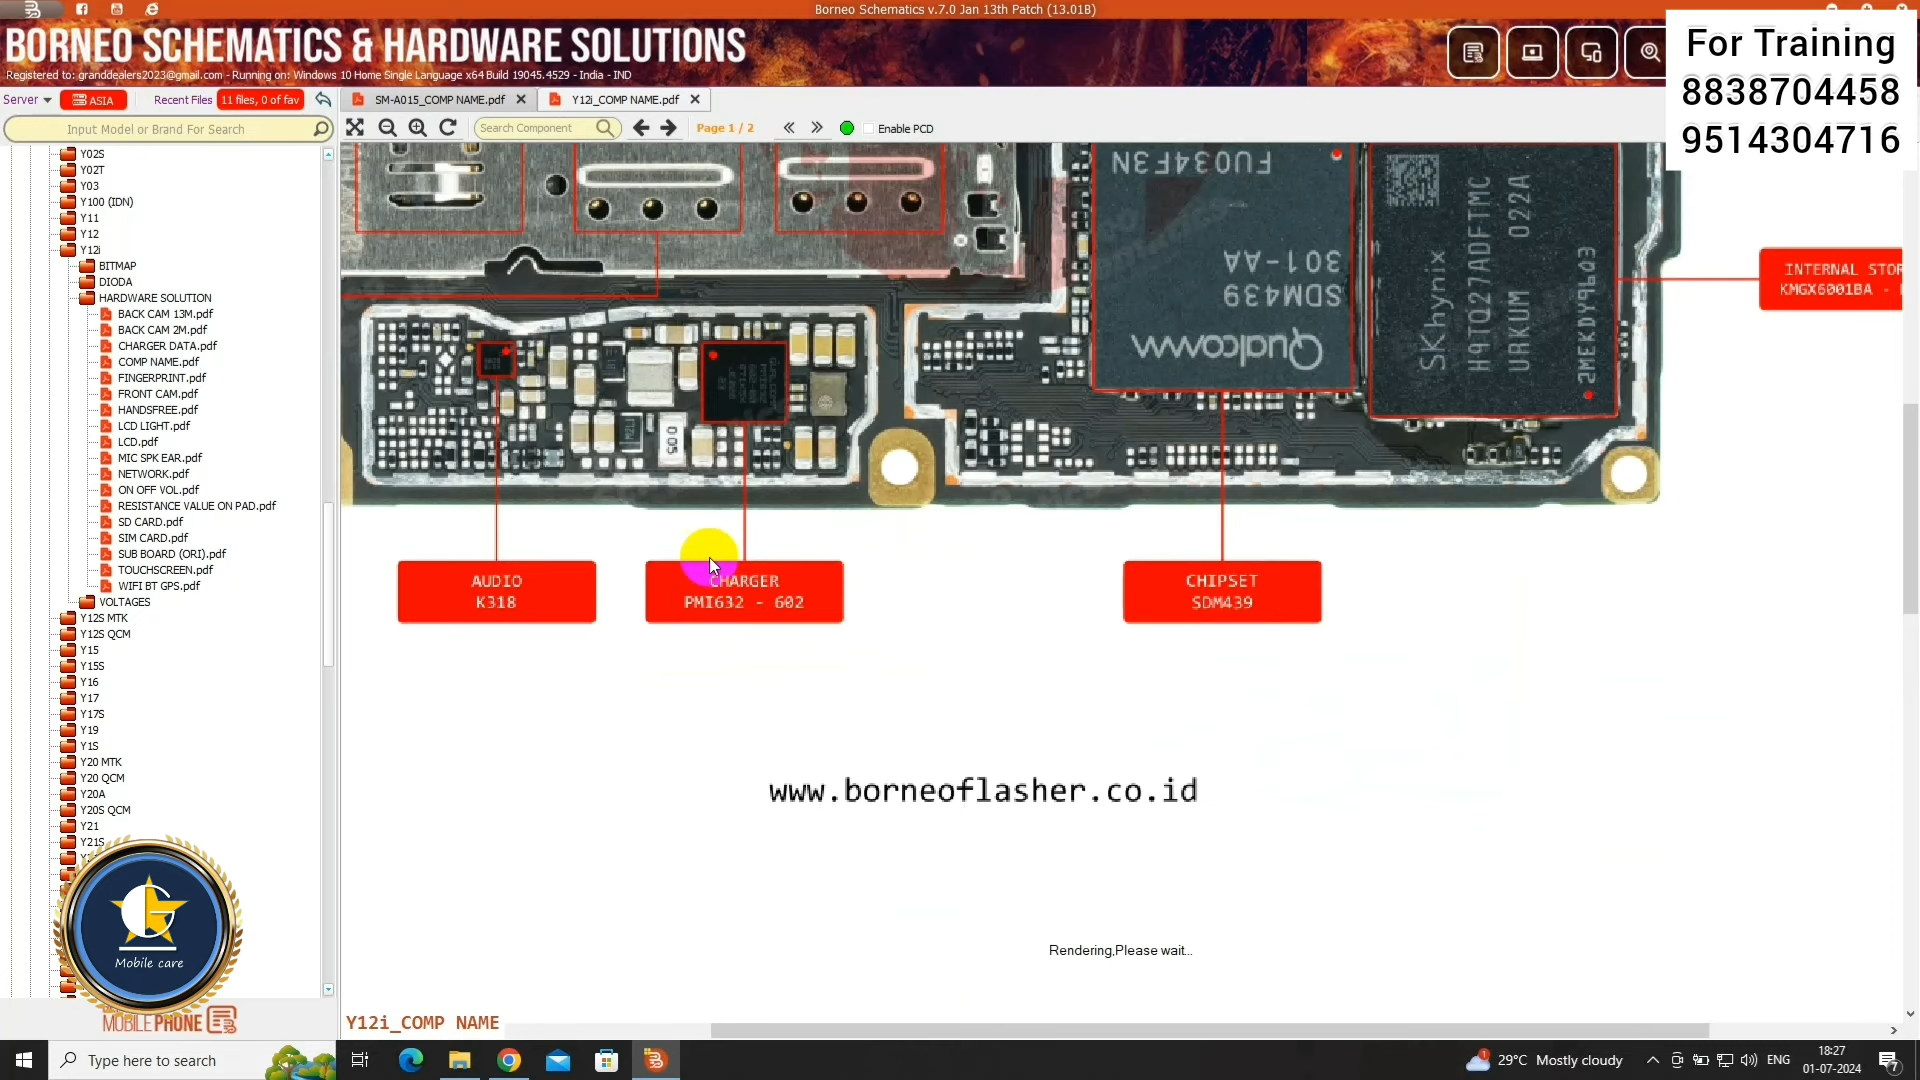 Borneo Schematics v.7.0 Jan 13th Patch (13.01B)
BORNEO SCHEMATICS & HARDWARE SOLUTIONS
Registered to: granddealers2023@gmail.com - Running on: Windows 10 Home Single Language x64 Build 19045.4529 - India - IND
For Training
8838704458
9514304716
Server
ASIA
Recent Files
11 files, 0 of fav
SM-A015_COMP NAME.pdf
Y12i_COMP NAME.pdf
Input Model or Brand For Search
Search Component
Page 1 / 2
Enable PCD
Y02S
Y02T
Y03
Y100 (IDN)
Y11
Y12
Y12i
BITMAP
DIODA
HARDWARE SOLUTION
BACK CAM 13M.pdf
BACK CAM 2M.pdf
CHARGER DATA.pdf
COMP NAME.pdf
FINGERPRINT.pdf
FRONT CAM.pdf
HANDSFREE.pdf
LCD LIGHT.pdf
LCD.pdf
MIC SPK EAR.pdf
NETWORK.pdf
ON OFF VOL.pdf
RESISTANCE VALUE ON PAD.pdf
SD CARD.pdf
SIM CARD.pdf
SUB BOARD (ORI).pdf
TOUCHSCREEN.pdf
WIFI BT GPS.pdf
VOLTAGES
Y12S MTK
Y12S QCM
Y15
Y15S
Y16
Y17
Y17S
Y19
Y1S
Y20 MTK
Y20 QCM
Y20A
Y20S QCM
Y21
Y21S
Mobile care
MOBILEPHONE
FU034F3N
301-AA
SDM439
Qualcomm
SKhynix
H9TQ27ADFTMC
URKUM 022A
2MEKDY9L6Q3
INTERNAL STOR
KMGX6001BA -
AUDIO
K318
CHARGER
PMI632 - 602
CHIPSET
SDM439
www.borneoflasher.co.id
Rendering,Please wait...
Y12i_COMP NAME
Type here to search
29°C Mostly cloudy
ENG
18:27
01-07-2024
7